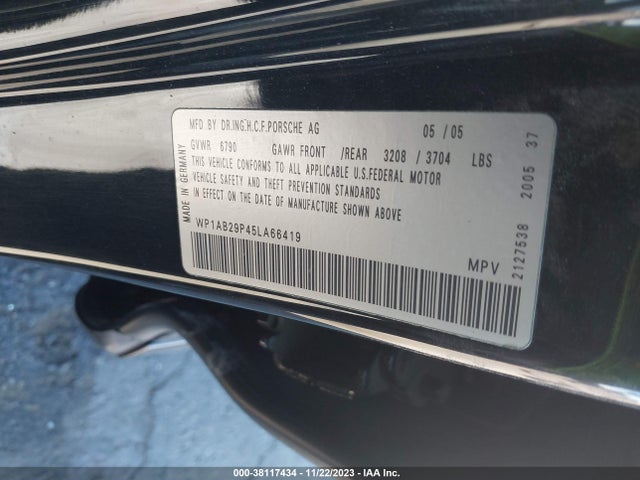 MFD. BY DR.ING.H.C.F.PORSCHE AG 05 / 05
GVWR 6790 GAWR FRONT /REAR 3208 / 3704 LBS
THIS VEHICLE CONFORMS TO ALL APPLICABLE U.S.FEDERAL MOTOR
VEHICLE SAFETY AND THEFT PREVENTION STANDARDS
IN EFFECT ON THE DATE OF MANUFACTURE SHOWN ABOVE
WP1AB29P45LA66419
MPV
MADE IN GERMANY
2127538 2005 37
000-38117434 - 11/22/2023 - IAA Inc.